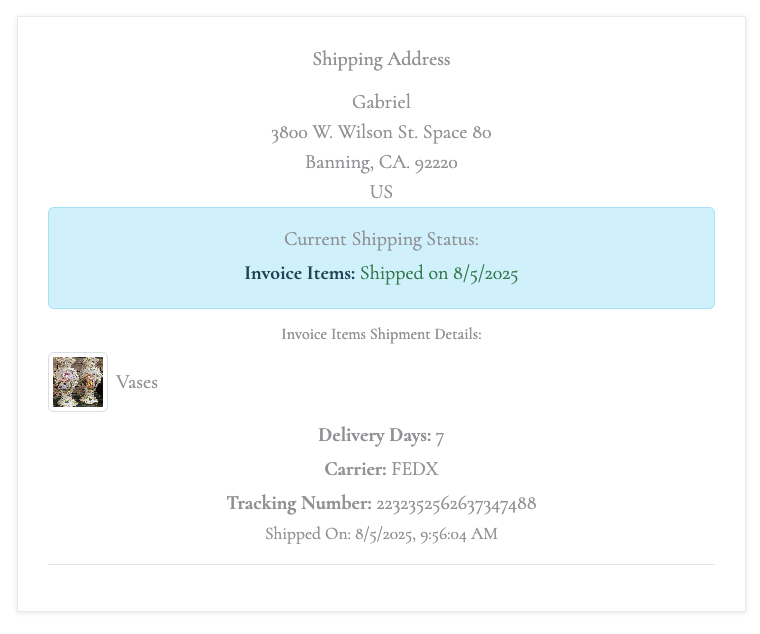 Shipping Address
Gabriel
3800 W. Wilson St. Space 80
Banning, CA. 92220
US
Current Shipping Status:
Invoice Items: Shipped on 8/5/2025
Invoice Items Shipment Details:
Vases
Delivery Days: 7
Carrier: FEDX
Tracking Number: 2232352562637347488
Shipped On: 8/5/2025, 9:56:04 AM